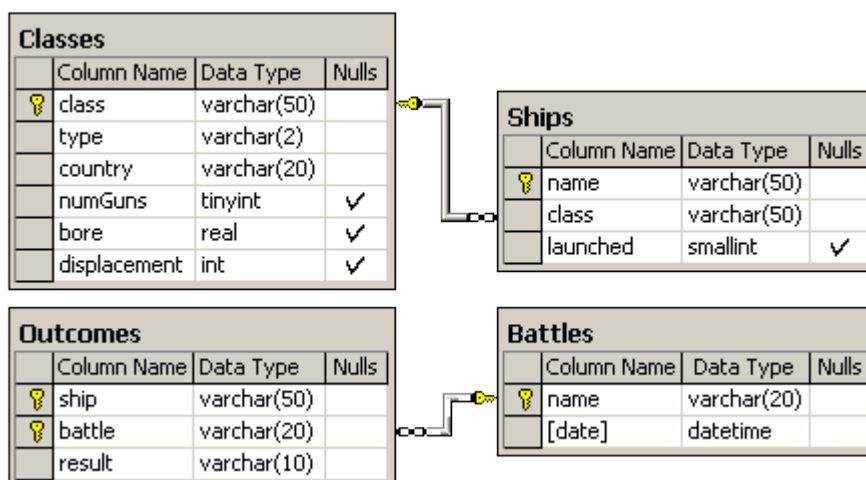 Classes
Column Name Data Type Nulls
class varchar(50)
type varchar(2)
country varchar(20)
numGuns tinyint ✓
bore real ✓
displacement int ✓
Ships
Column Name Data Type Nulls
name varchar(50)
class varchar(50)
launched smallint ✓
Outcomes
Column Name Data Type Nulls
ship varchar(50)
battle varchar(20)
result varchar(10)
Battles
Column Name Data Type Nulls
name varchar(20)
[date] datetime